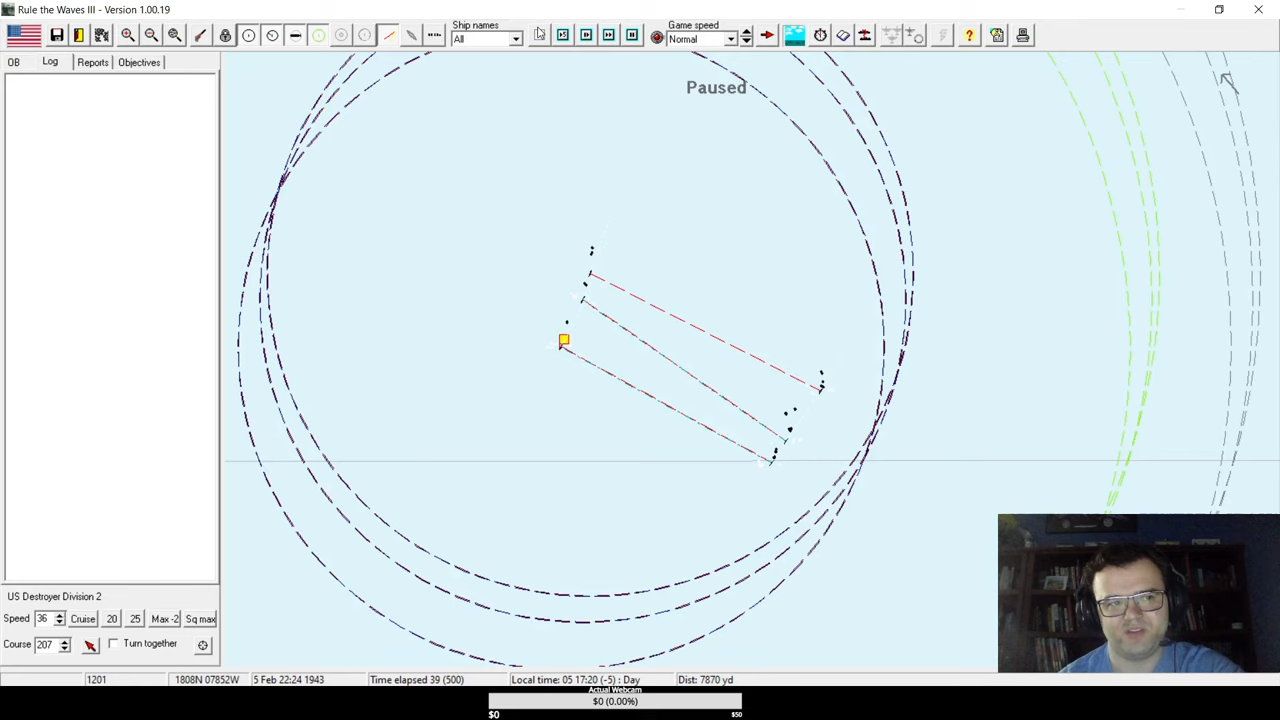 Rule the Waves III - Version 1.00.19
Ship names
All
Game speed
Normal
OB
Log
Reports
Objectives
Paused
US Destroyer Division 2
Speed 36 Cruise 20 25 Max -2 Sq max
Course 207 Turn together
1201
1808N 07852W
5 Feb 22:24 1943
Time elapsed 39 (500)
Local time: 05 17:20 (-5) : Day
Dist: 7870 yd
Actual Webcam
$0 (0.00%)
$0
$50